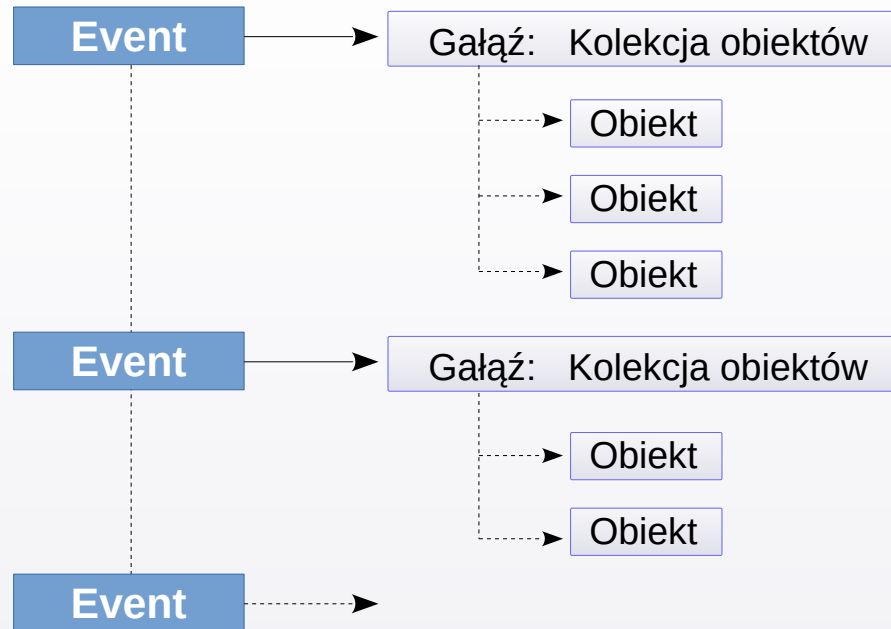 Event
Gałąź: Kolekcja obiektów
Obiekt
Obiekt
Obiekt
Event
Gałąź: Kolekcja obiektów
Obiekt
Obiekt
Event